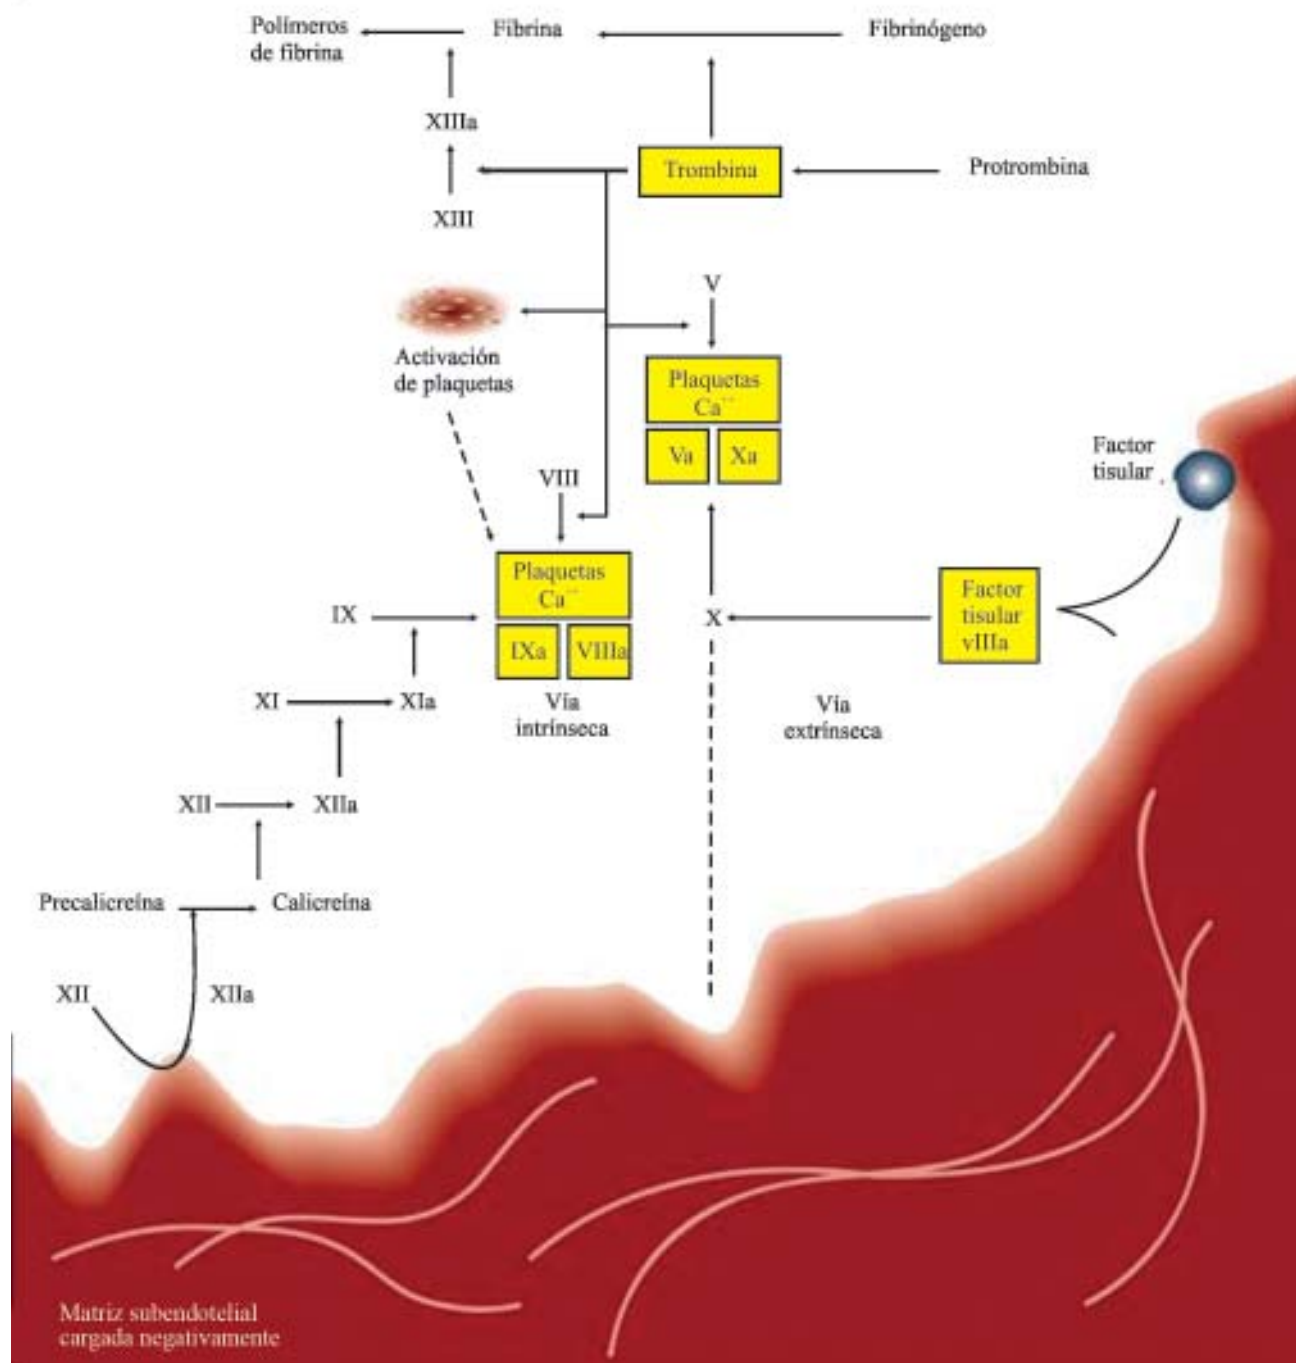 Polímeros
de fibrina
Fibrina
Fibrinógeno
XIIIa
Trombina
Protrombina
XIII
V
Activación
de plaquetas
Plaquetas
Ca++
Va
Xa
Factor
tisular
VIII
Plaquetas
Ca++
IXa
VIIIa
Vía
intrínseca
IX
X
Factor
tisular
vIIIa
XI
XIa
Vía
extrínseca
XII
XIIa
Precalicreína
Calicreína
XII
XIIa
Matriz subendotelial
cargada negativamente